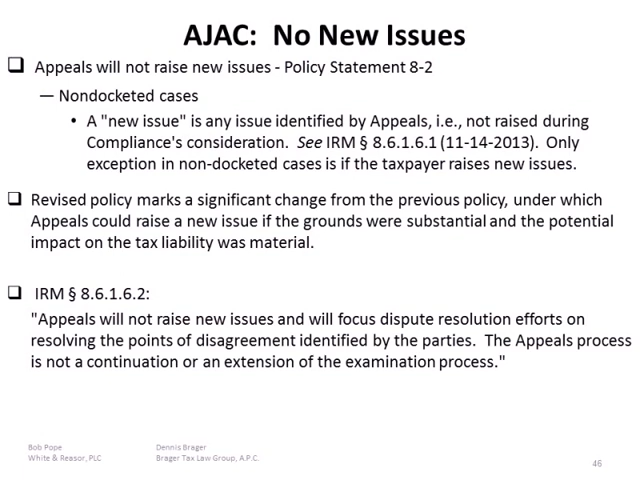 AJAC:  No New Issues
❑ Appeals will not raise new issues - Policy Statement 8-2
— Nondocketed cases
• A "new issue" is any issue identified by Appeals, i.e., not raised during
Compliance's consideration.  See IRM § 8.6.1.6.1 (11-14-2013).  Only
exception in non-docketed cases is if the taxpayer raises new issues.
❑ Revised policy marks a significant change from the previous policy, under which
Appeals could raise a new issue if the grounds were substantial and the potential
impact on the tax liability was material.
❑ IRM § 8.6.1.6.2:
"Appeals will not raise new issues and will focus dispute resolution efforts on
resolving the points of disagreement identified by the parties.  The Appeals process
is not a continuation or an extension of the examination process."
Bob Pope
White & Reasor, PLC
Dennis Brager
Brager Tax Law Group, A.P.C.
46